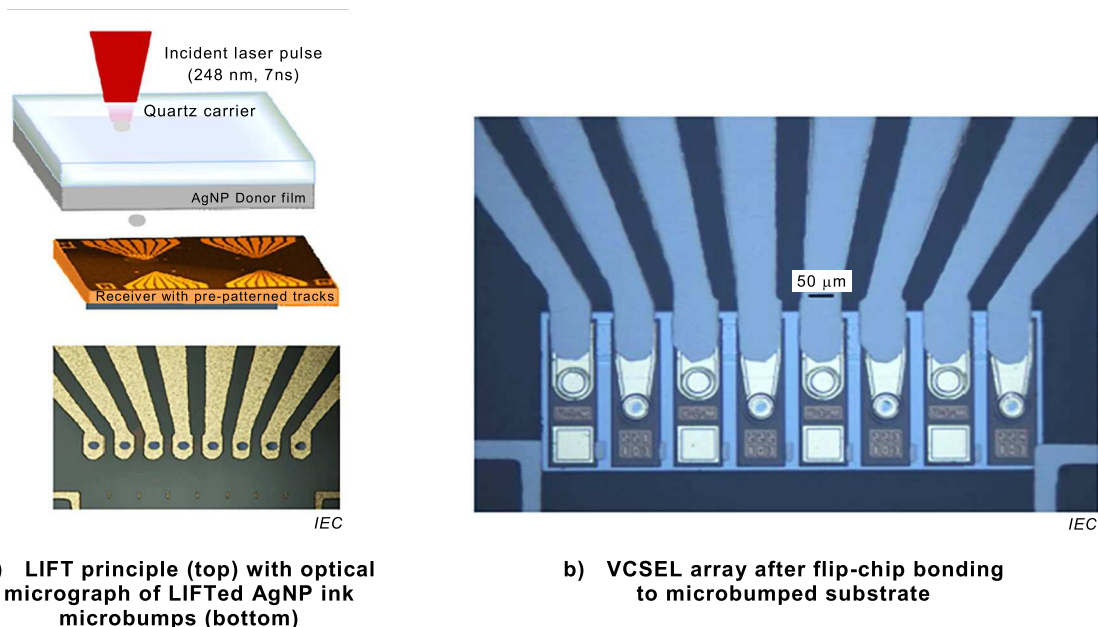 Incident laser pulse
(248 nm, 7ns)
Quartz carrier
AgNP Donor film
Receiver with pre-patterned tracks
IEC
) LIFT principle (top) with optical
micrograph of LIFTed AgNP ink
microbumps (bottom)
50 μm
IEC
b) VCSEL array after flip-chip bonding
to microbumped substrate